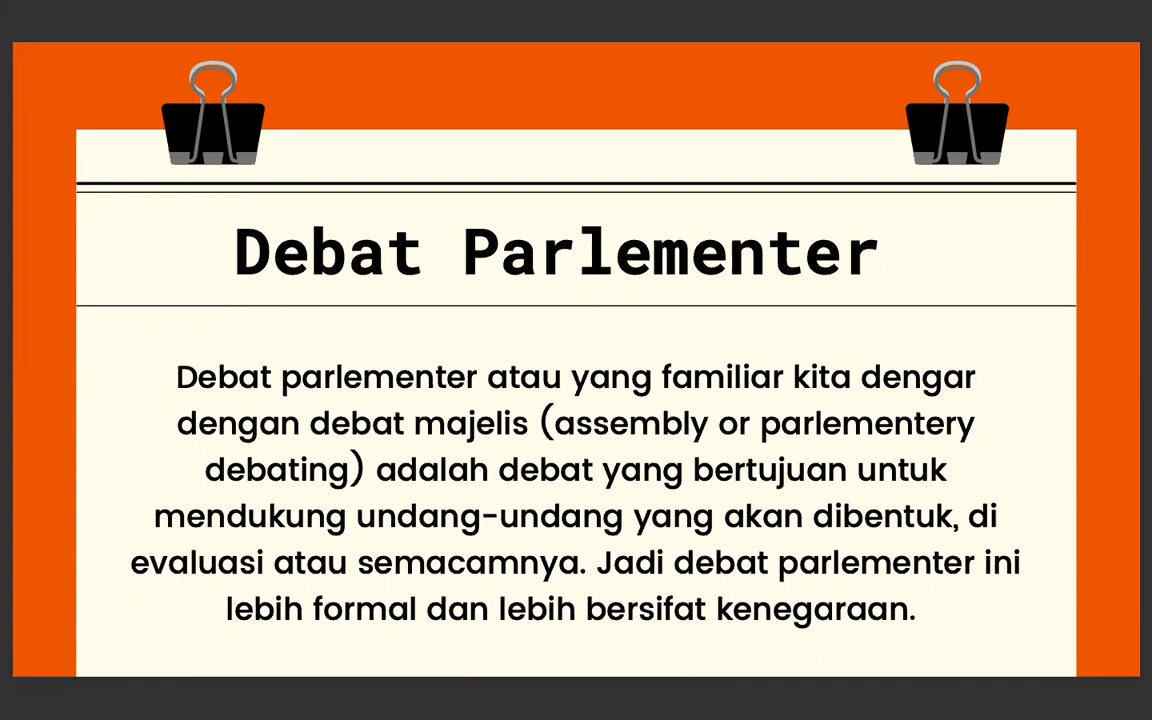 Debat Parlementer
Debat parlementer atau yang familiar kita dengar
dengan debat majelis (assembly or parlementery
debating) adalah debat yang bertujuan untuk
mendukung undang-undang yang akan dibentuk, di
evaluasi atau semacamnya. Jadi debat parlementer ini
lebih formal dan lebih bersifat kenegaraan.